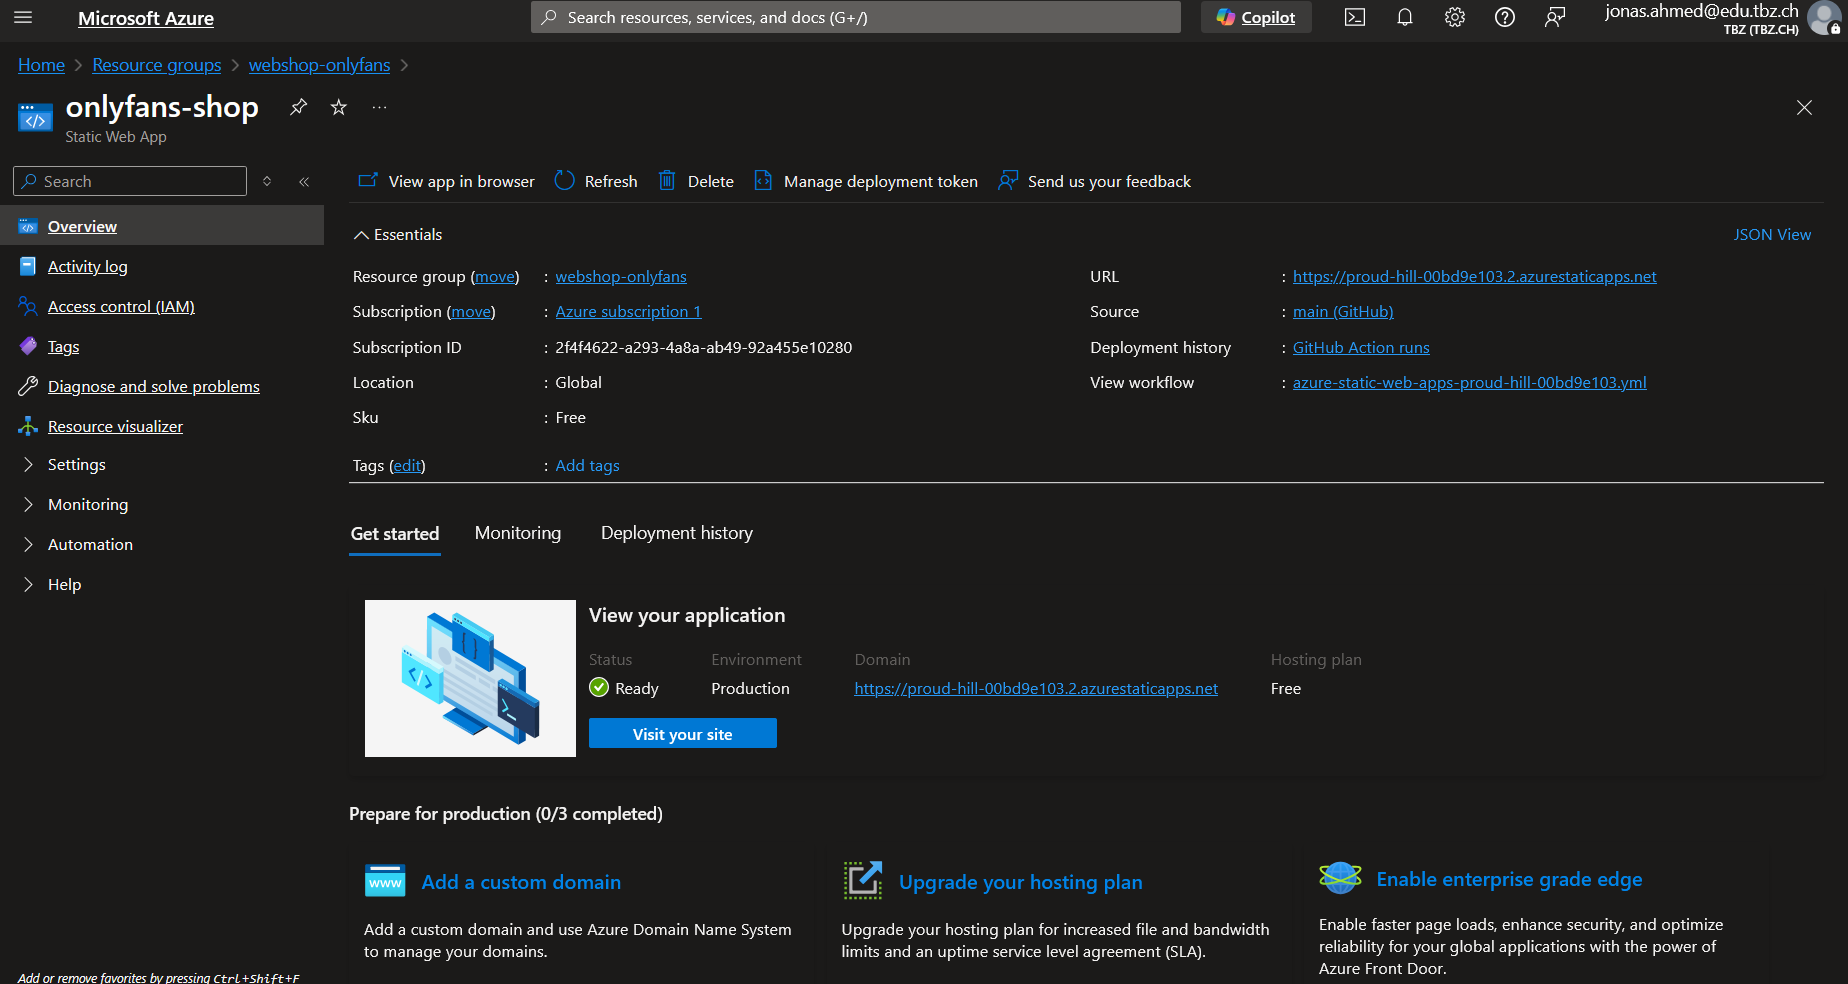 Microsoft Azure
Search resources, services, and docs (G+/)
Copilot
jonas.ahmed@edu.tbz.ch
TBZ (TBZ.CH)
Home > Resource groups > webshop-onlyfans >
onlyfans-shop
Static Web App
Search
Overview
Activity log
Access control (IAM)
Tags
Diagnose and solve problems
Resource visualizer
Settings
Monitoring
Automation
Help
Add or remove favorites by pressing Ctrl+Shift+F
View app in browser
Refresh
Delete
Manage deployment token
Send us your feedback
Essentials
JSON View
Resource group (move) : webshop-onlyfans
Subscription (move) : Azure subscription 1
Subscription ID : 2f4f4622-a293-4a8a-ab49-92a455e10280
Location : Global
Sku : Free
URL : https://proud-hill-00bd9e103.2.azurestaticapps.net
Source : main (GitHub)
Deployment history : GitHub Action runs
View workflow : azure-static-web-apps-proud-hill-00bd9e103.yml
Tags (edit) : Add tags
Get started
Monitoring
Deployment history
View your application
Status
Ready
Environment
Production
Domain
https://proud-hill-00bd9e103.2.azurestaticapps.net
Hosting plan
Free
Visit your site
Prepare for production (0/3 completed)
www
Add a custom domain
Add a custom domain and use Azure Domain Name System
to manage your domains.
Upgrade your hosting plan
Upgrade your hosting plan for increased file and bandwidth
limits and an uptime service level agreement (SLA).
Enable enterprise grade edge
Enable faster page loads, enhance security, and optimize
reliability for your global applications with the power of
Azure Front Door.